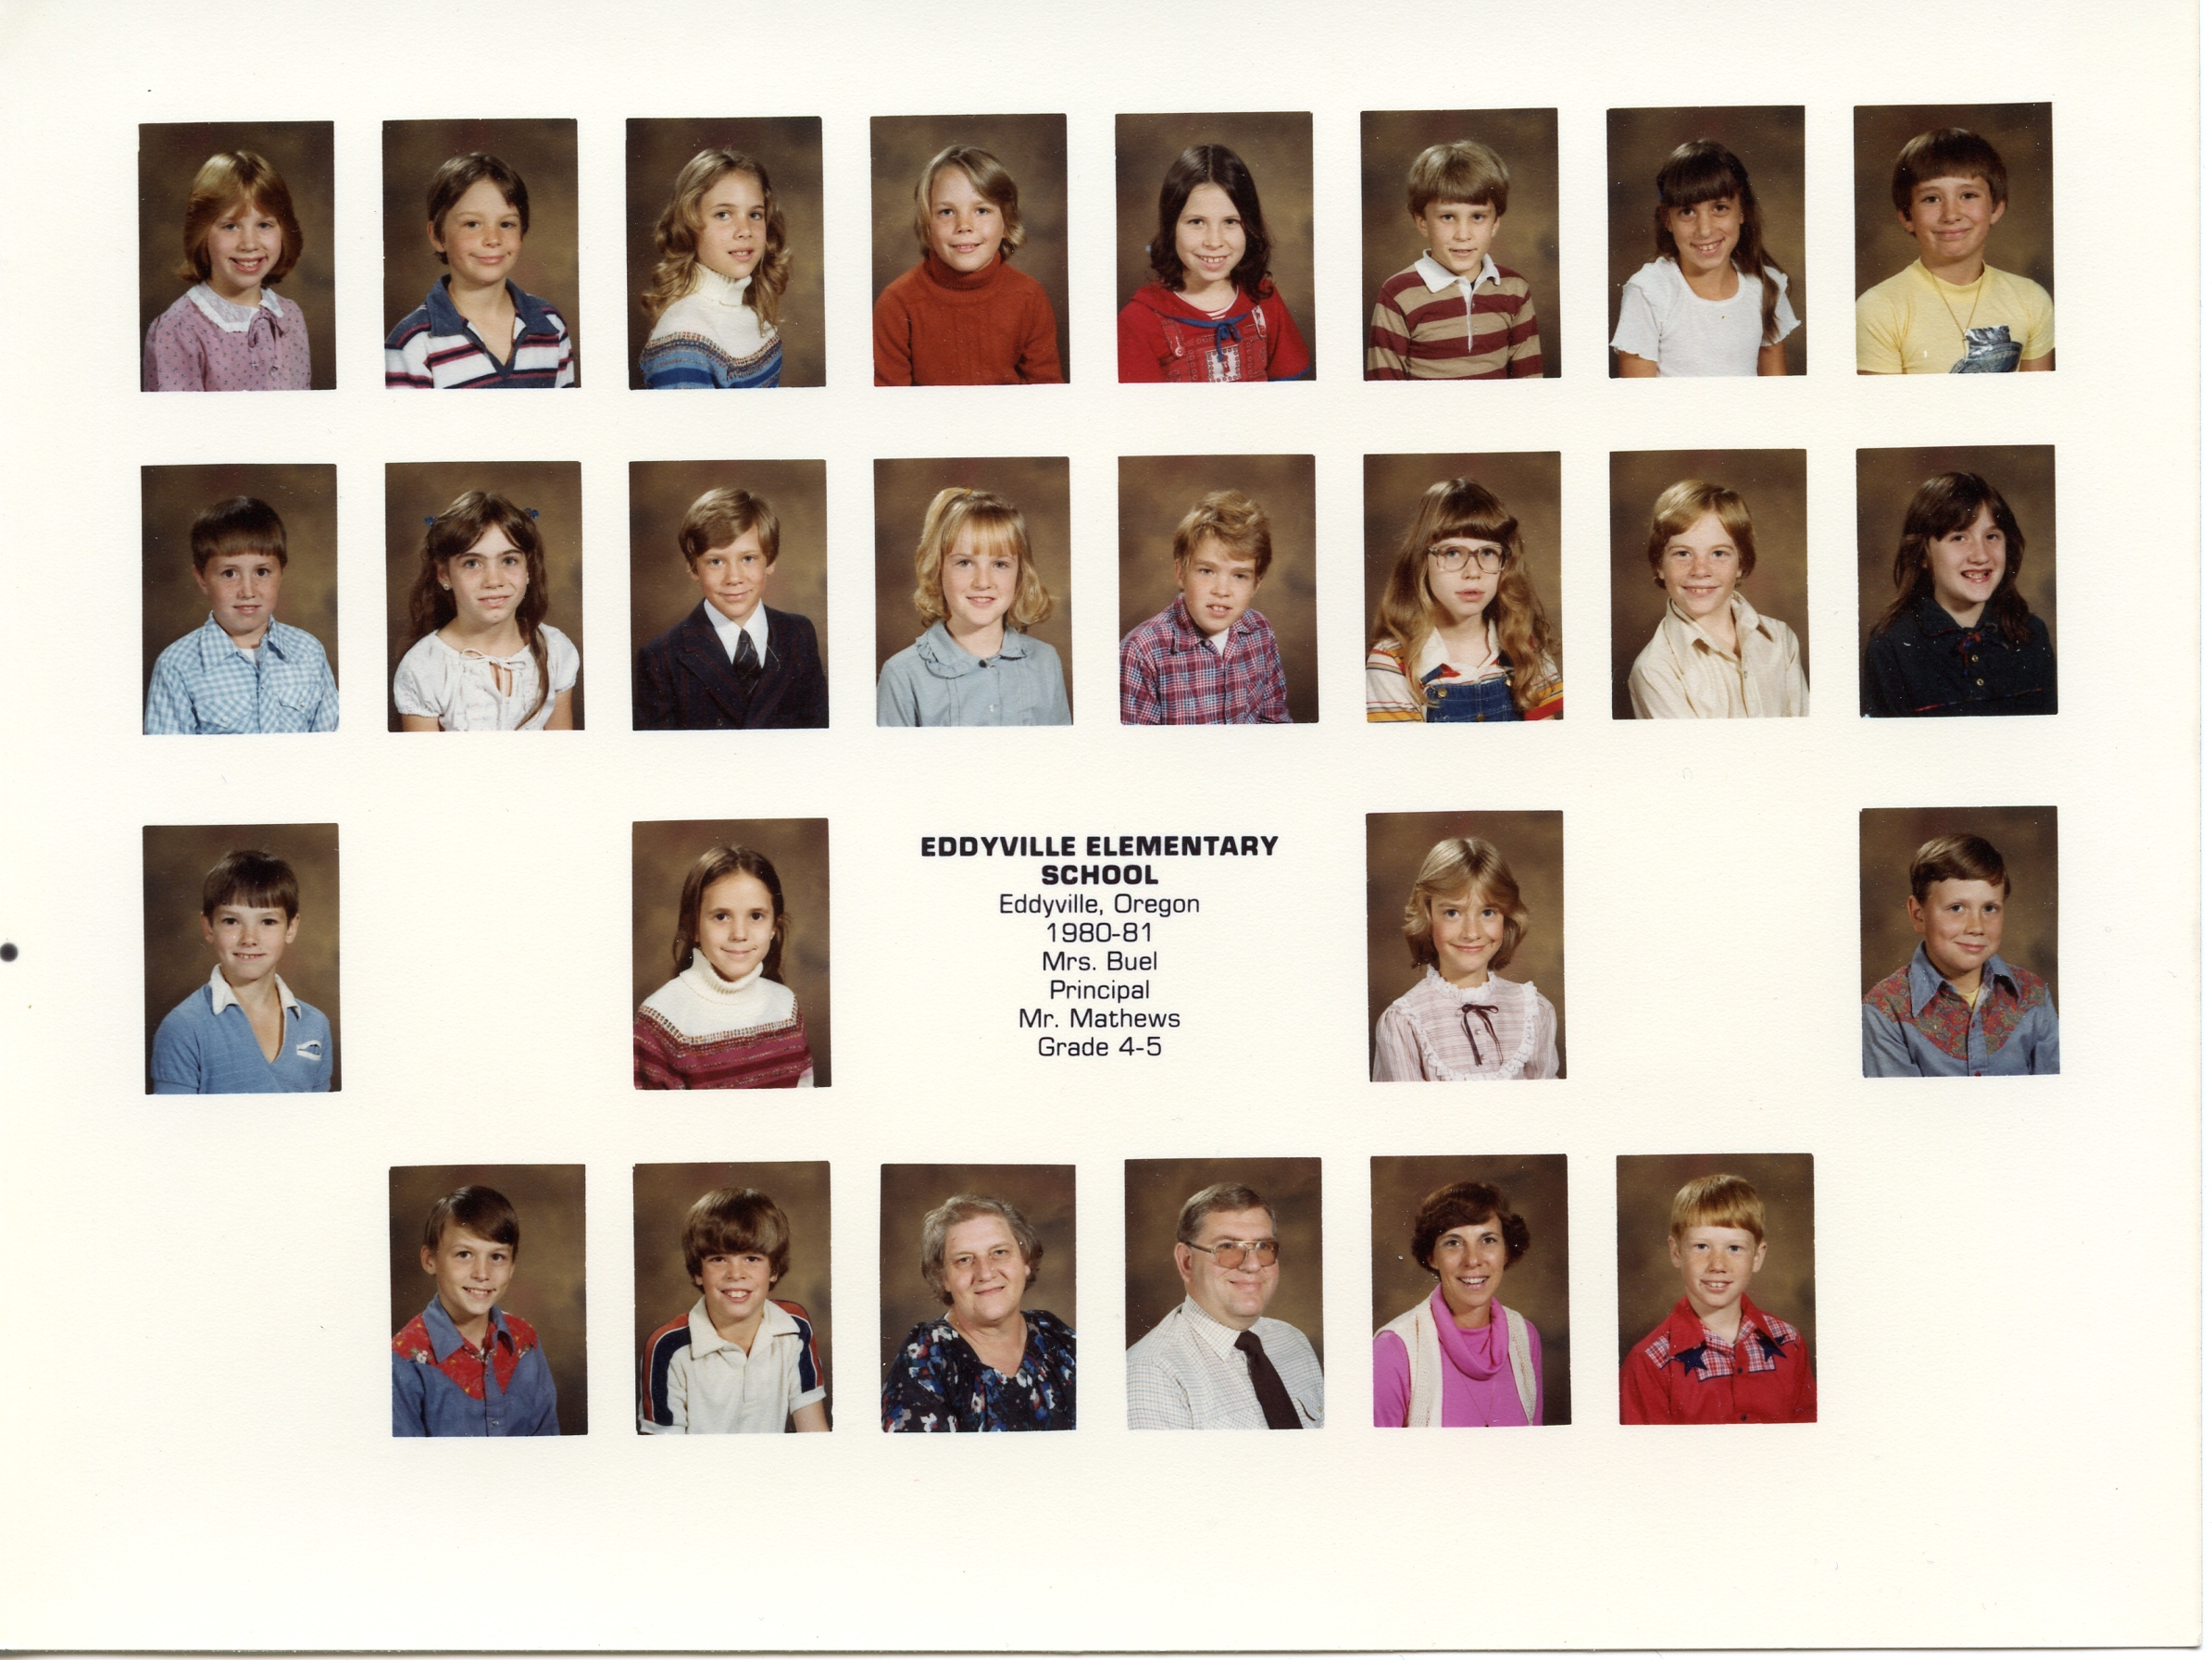 EDDYVILLE ELEMENTARY
SCHOOL
Eddyville, Oregon
1980-81
Mrs. Buel
Principal
Mr. Mathews
Grade 4-5